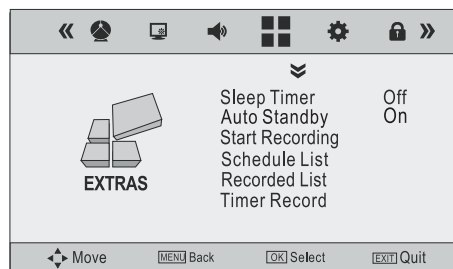 Sleep Timer Off
Auto Standby On
Start Recording
Schedule List
Recorded List
Timer Record
EXTRAS
Move MENU Back OK Select EXIT Quit